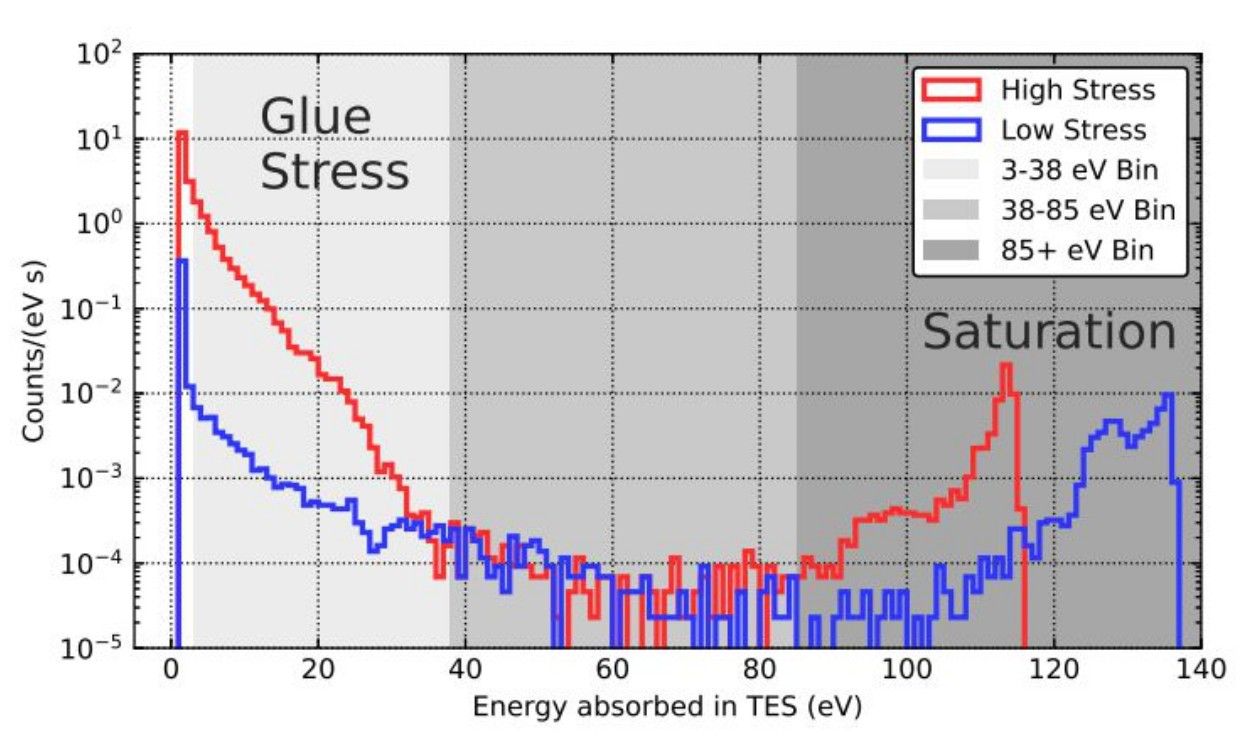 10²
10¹
10⁰
10⁻¹
10⁻²
10⁻³
10⁻⁴
10⁻⁵
Counts/(eV s)
Glue
Stress
High Stress
Low Stress
3-38 eV Bin
38-85 eV Bin
85+ eV Bin
Saturation
0 20 40 60 80 100 120 140
Energy absorbed in TES (eV)